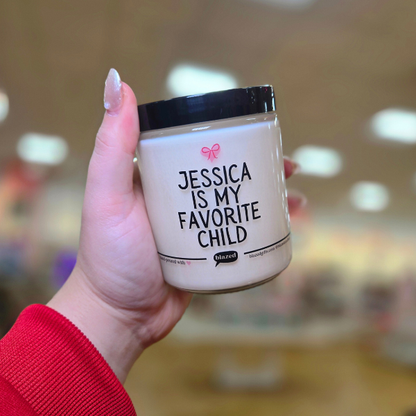 JESSICA
IS MY
FAVORITE
CHILD
blazed